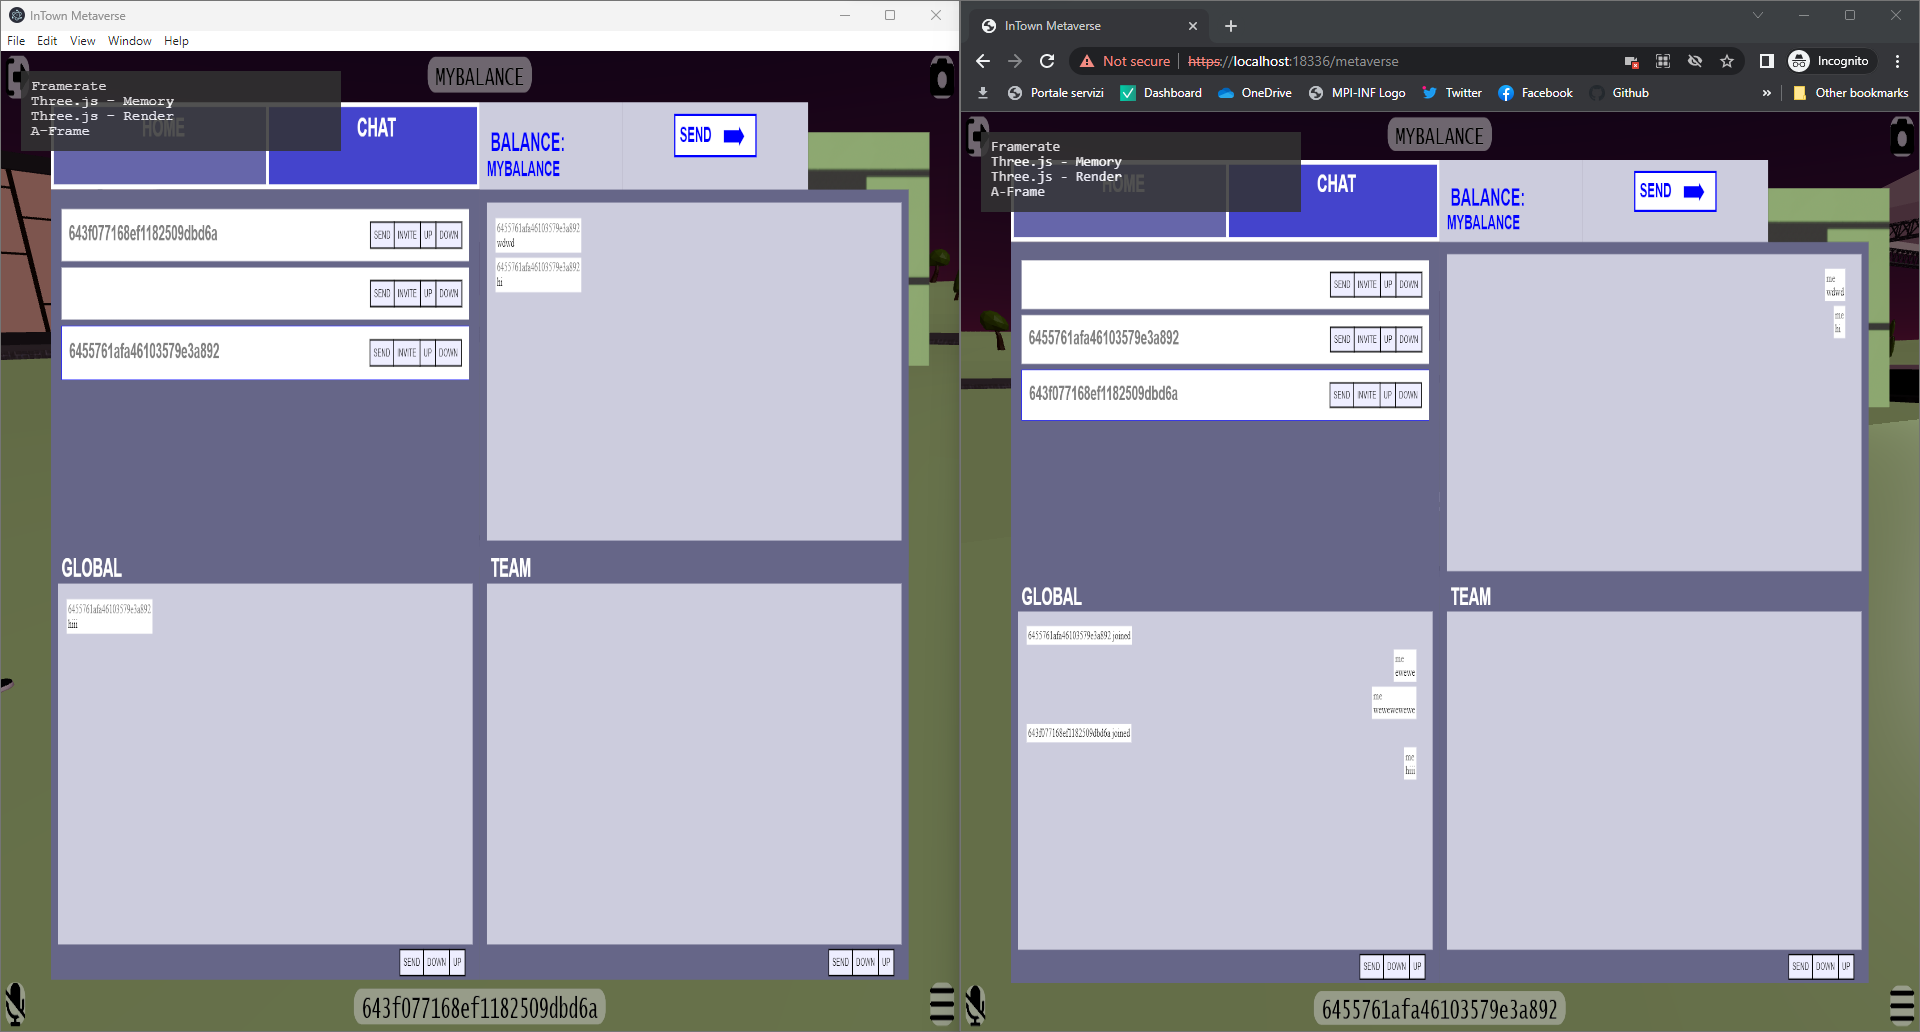 InTown Metaverse
File Edit View Window Help
MYBALANCE
Framerate
Three.js - Memory
Three.js - Render
A-Frame
HOME
CHAT
BALANCE:
MYBALANCE
SEND
643f077168ef1182509dbd6a
SEND INVITE UP DOWN
SEND INVITE UP DOWN
6455761afa46103579e3a892
SEND INVITE UP DOWN
6455761afa46103579e3a892
wdwd
6455761afa46103579e3a892
hi
GLOBAL
6455761afa46103579e3a892
hiii
SEND DOWN UP
TEAM
SEND DOWN UP
643f077168ef1182509dbd6a
InTown Metaverse
Not secure https://localhost:18336/metaverse
Incognito
Portale servizi Dashboard OneDrive MPI-INF Logo Twitter Facebook Github » Other bookmarks
MYBALANCE
Framerate
Three.js - Memory
Three.js - Render
A-Frame
HOME
CHAT
BALANCE:
MYBALANCE
SEND
SEND INVITE UP DOWN
6455761afa46103579e3a892
SEND INVITE UP DOWN
643f077168ef1182509dbd6a
SEND INVITE UP DOWN
me
wdwd
me
hi
GLOBAL
6455761afa46103579e3a892 joined
me
ewewe
me
wewewewewe
643f077168ef1182509dbd6a joined
me
hiii
SEND DOWN UP
TEAM
SEND DOWN UP
6455761afa46103579e3a892